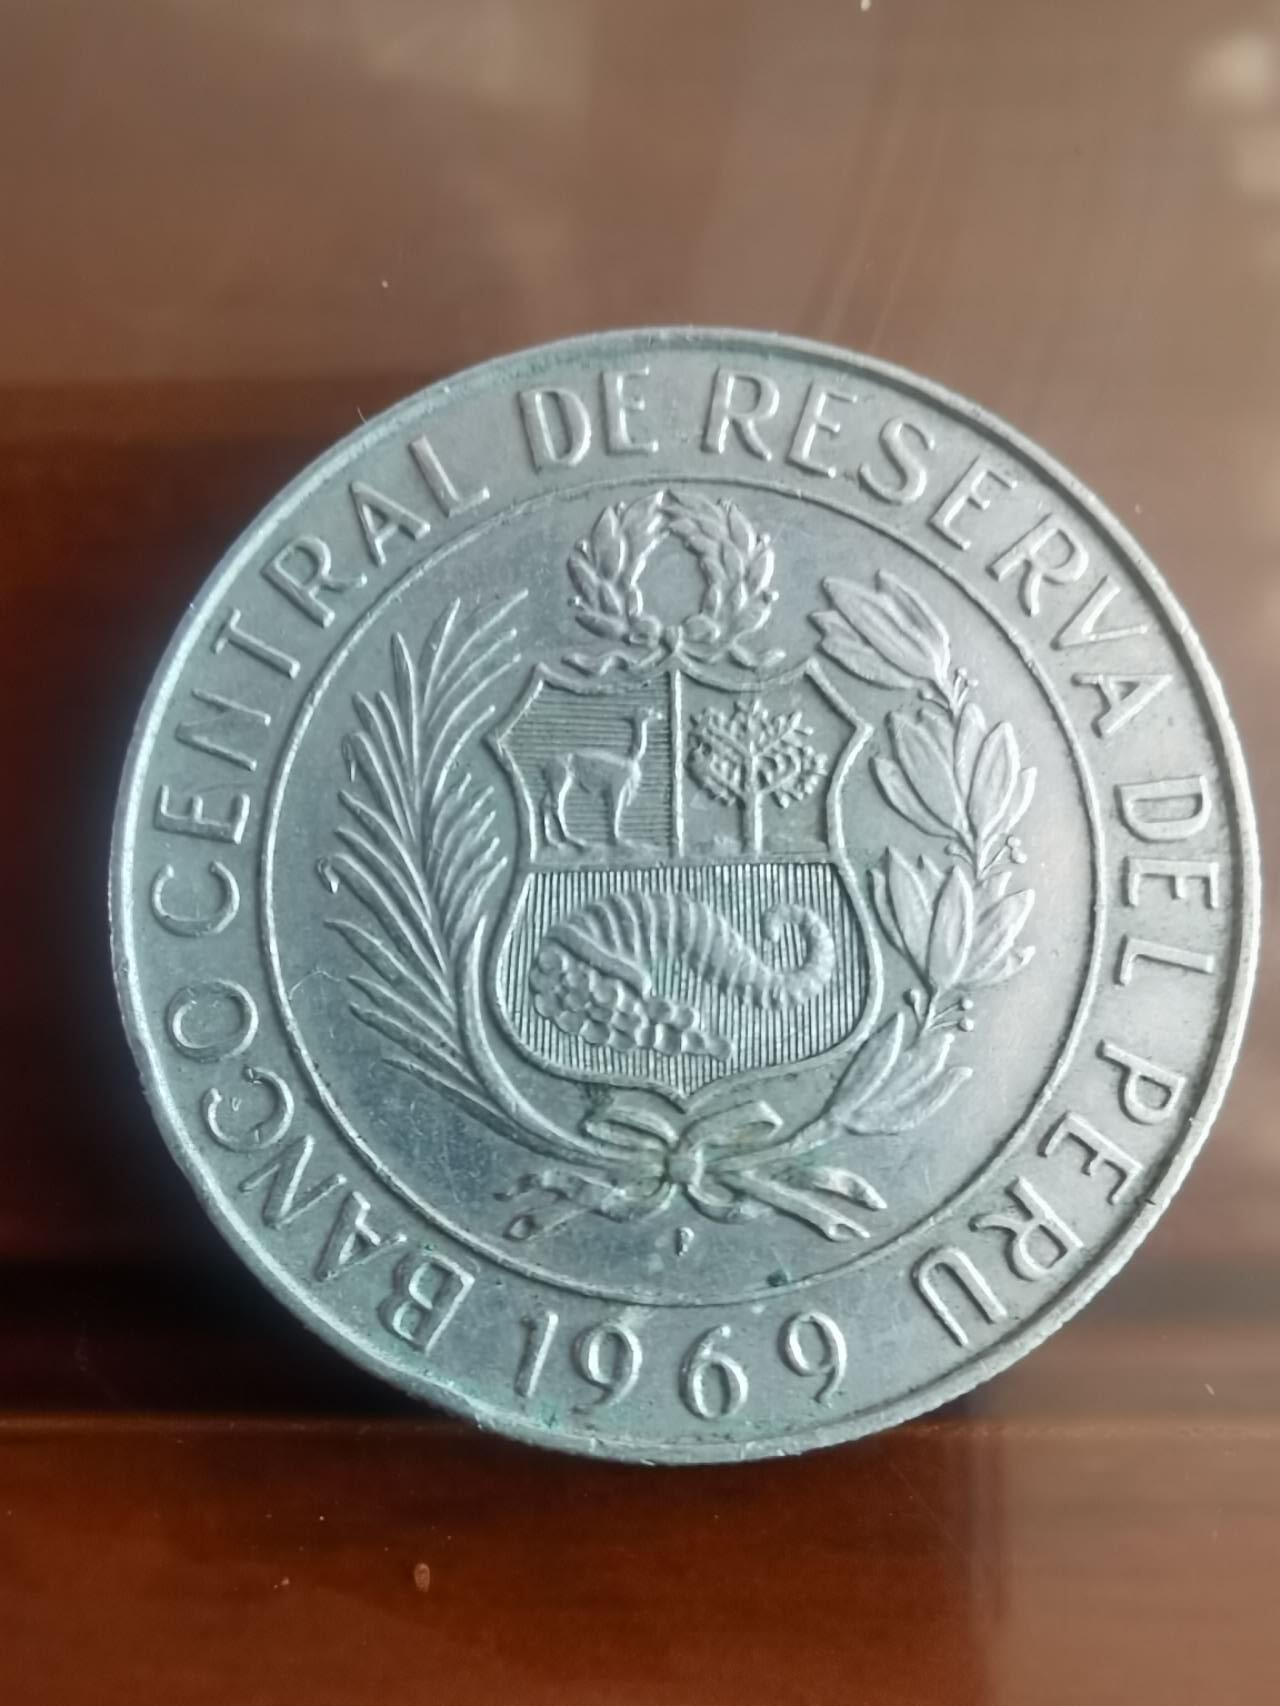 BANCO CENTRAL DE RESERVA DEL PERU
1969